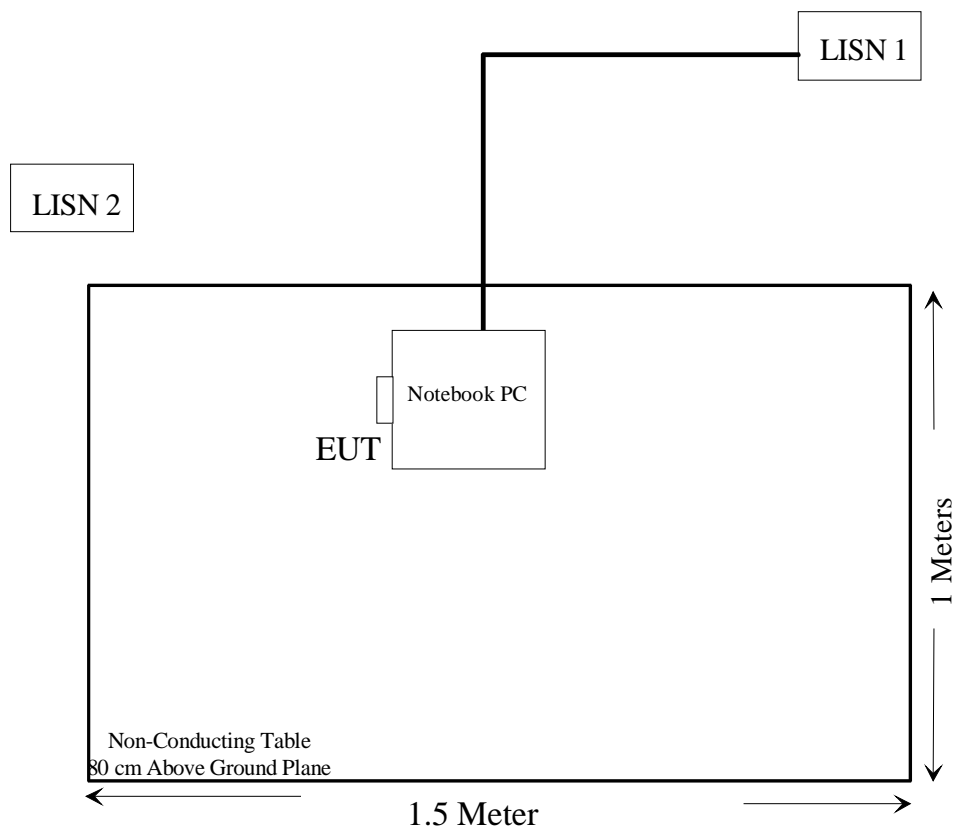 LISN 1
LISN 2
Notebook PC
EUT
1 Meters
Non-Conducting Table
80 cm Above Ground Plane
1.5 Meter